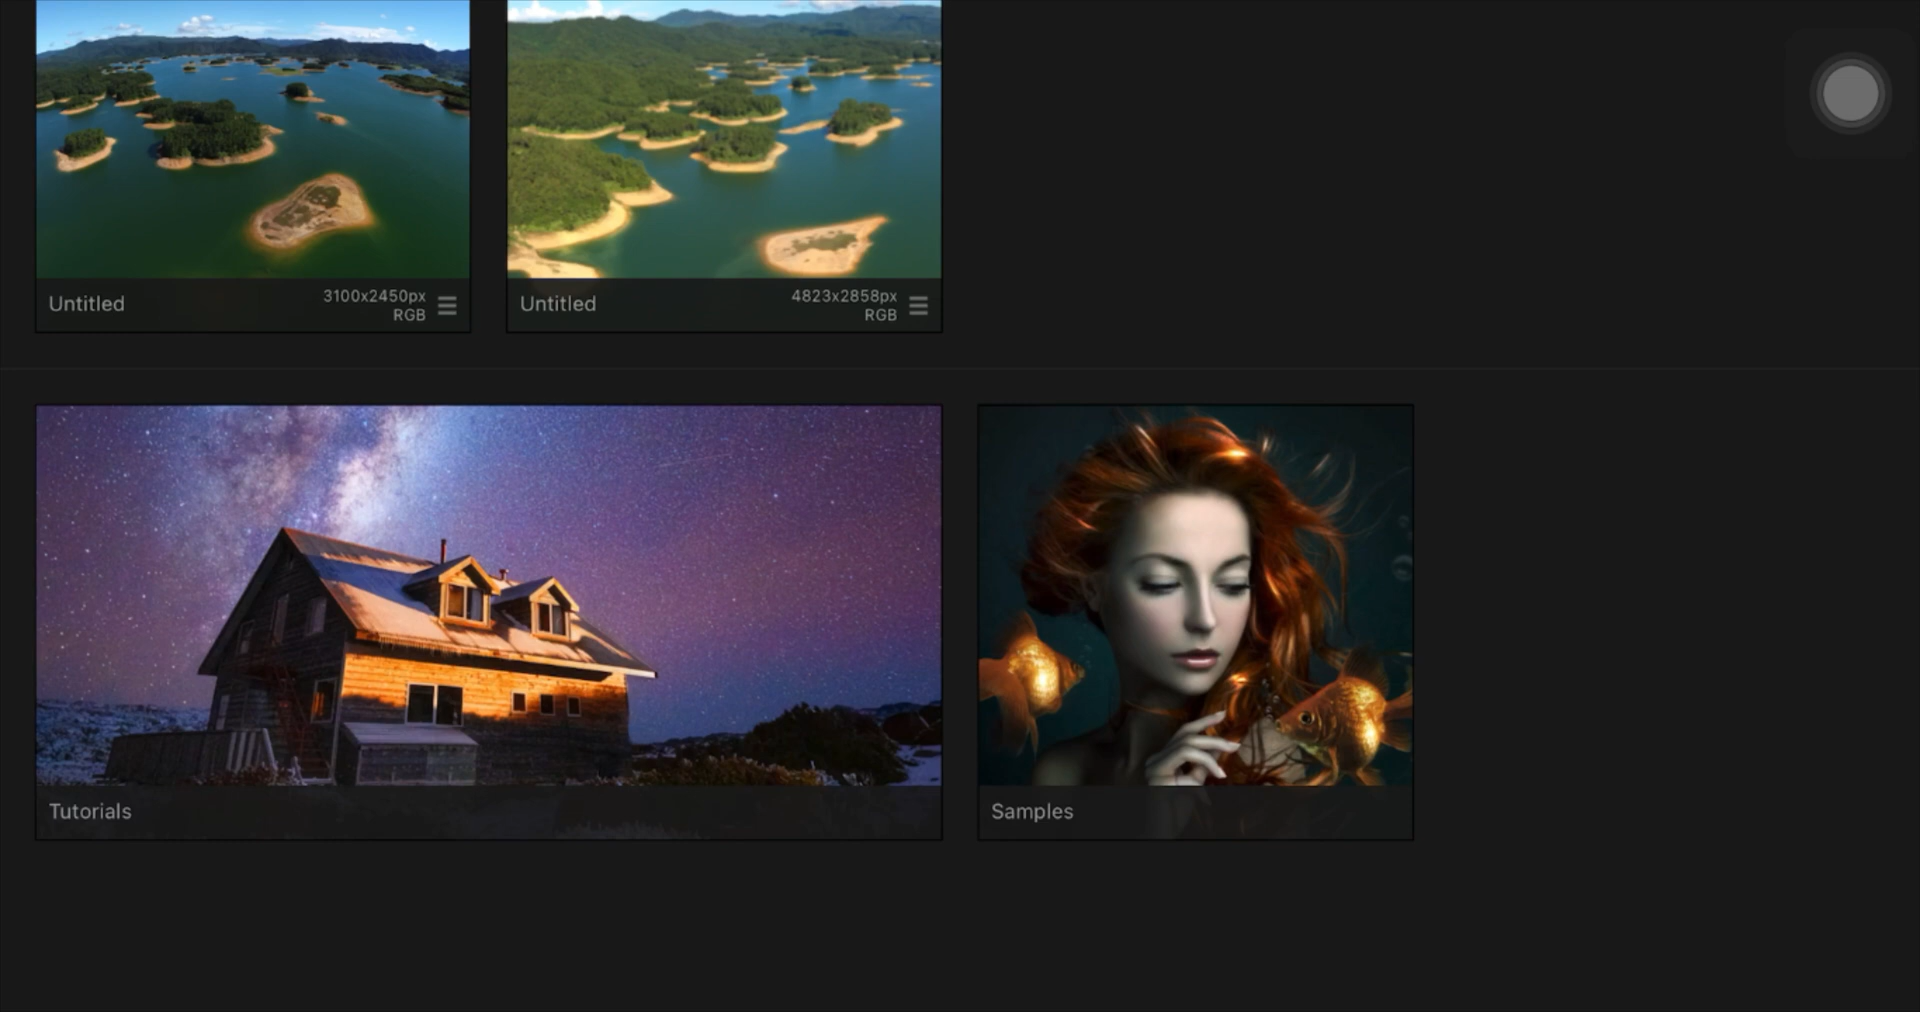 Untitled
3100x2450px
RGB
Untitled
4823x2858px
RGB
Tutorials
Samples